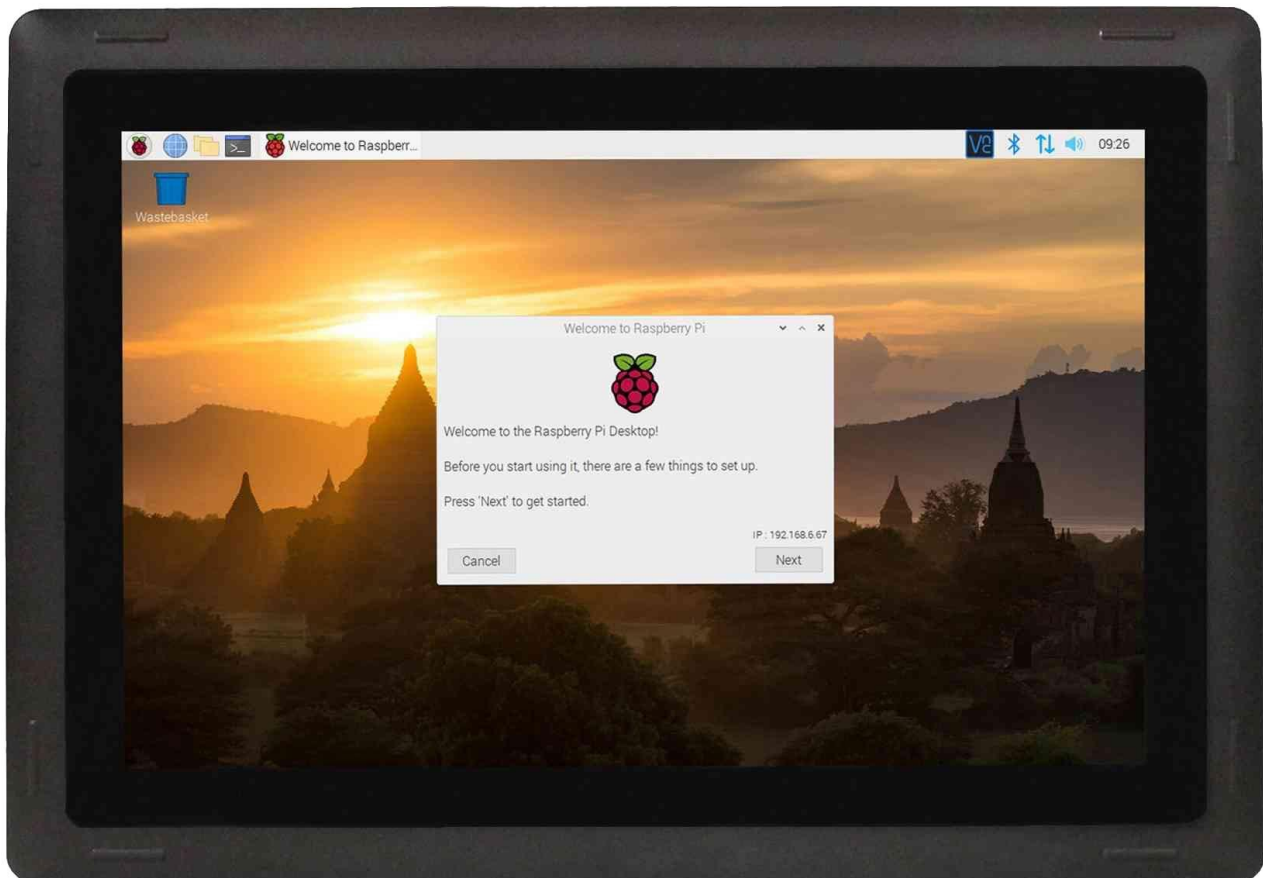 Welcome to Raspberr...
V2
09:26
Wastebasket
Welcome to Raspberry Pi
Welcome to the Raspberry Pi Desktop!
Before you start using it, there are a few things to set up.
Press 'Next' to get started.
IP : 192.168.6.67
Cancel
Next